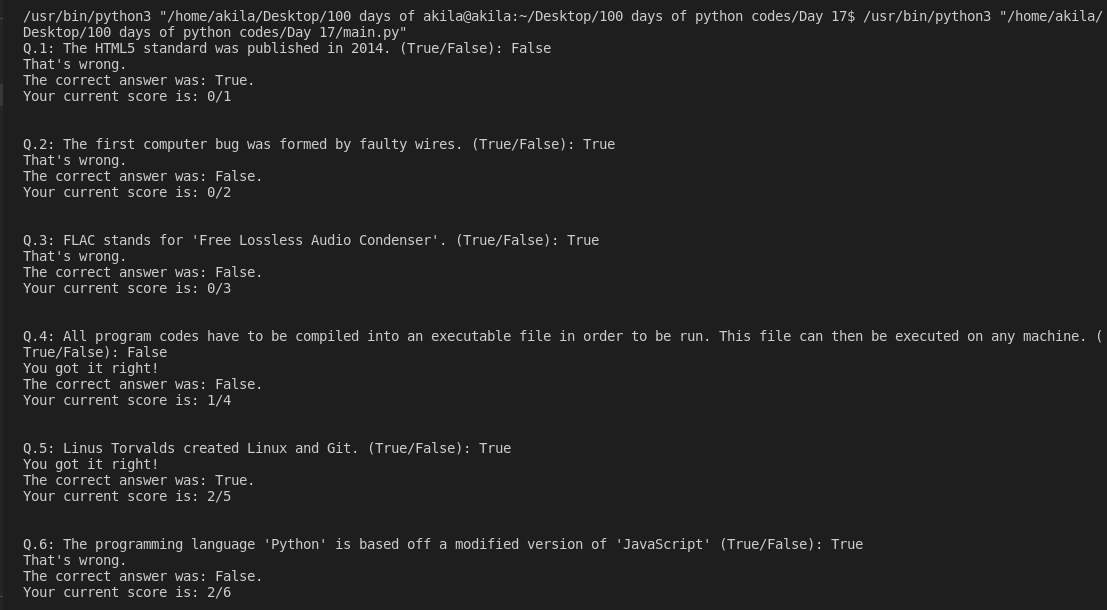 /usr/bin/python3 "/home/akila/Desktop/100 days of akila@akila:~/Desktop/100 days of python codes/Day 17$ /usr/bin/python3 "/home/akila/
Desktop/100 days of python codes/Day 17/main.py"
Q.1: The HTML5 standard was published in 2014. (True/False): False
That's wrong.
The correct answer was: True.
Your current score is: 0/1
Q.2: The first computer bug was formed by faulty wires. (True/False): True
That's wrong.
The correct answer was: False.
Your current score is: 0/2
Q.3: FLAC stands for 'Free Lossless Audio Condenser'. (True/False): True
That's wrong.
The correct answer was: False.
Your current score is: 0/3
Q.4: All program codes have to be compiled into an executable file in order to be run. This file can then be executed on any machine. (
True/False): False
You got it right!
The correct answer was: False.
Your current score is: 1/4
Q.5: Linus Torvalds created Linux and Git. (True/False): True
You got it right!
The correct answer was: True.
Your current score is: 2/5
Q.6: The programming language 'Python' is based off a modified version of 'JavaScript' (True/False): True
That's wrong.
The correct answer was: False.
Your current score is: 2/6